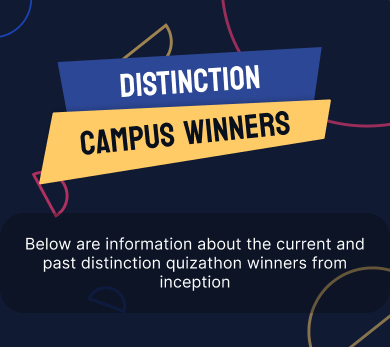 DISTINCTION
CAMPUS WINNERS
Below are information about the current and
past distinction quizathon winners from
inception